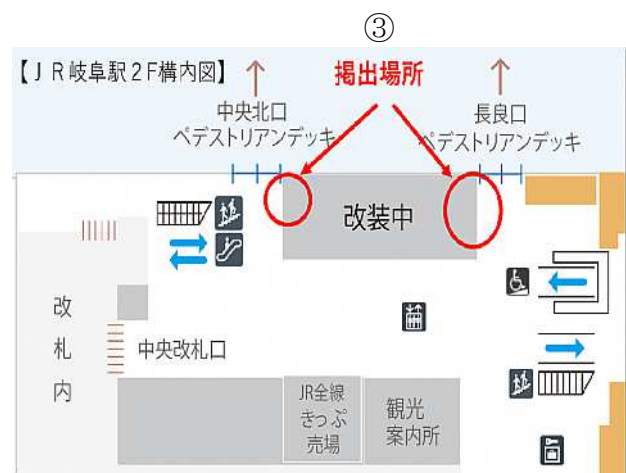 ③
【ＪＲ岐阜駅２F構内図】
掲出場所
中央北口
ペデストリアンデッキ
長良口
ペデストリアンデッキ
改装中
改札内
中央改札口
JR全線
きっぷ
売場
観光
案内所